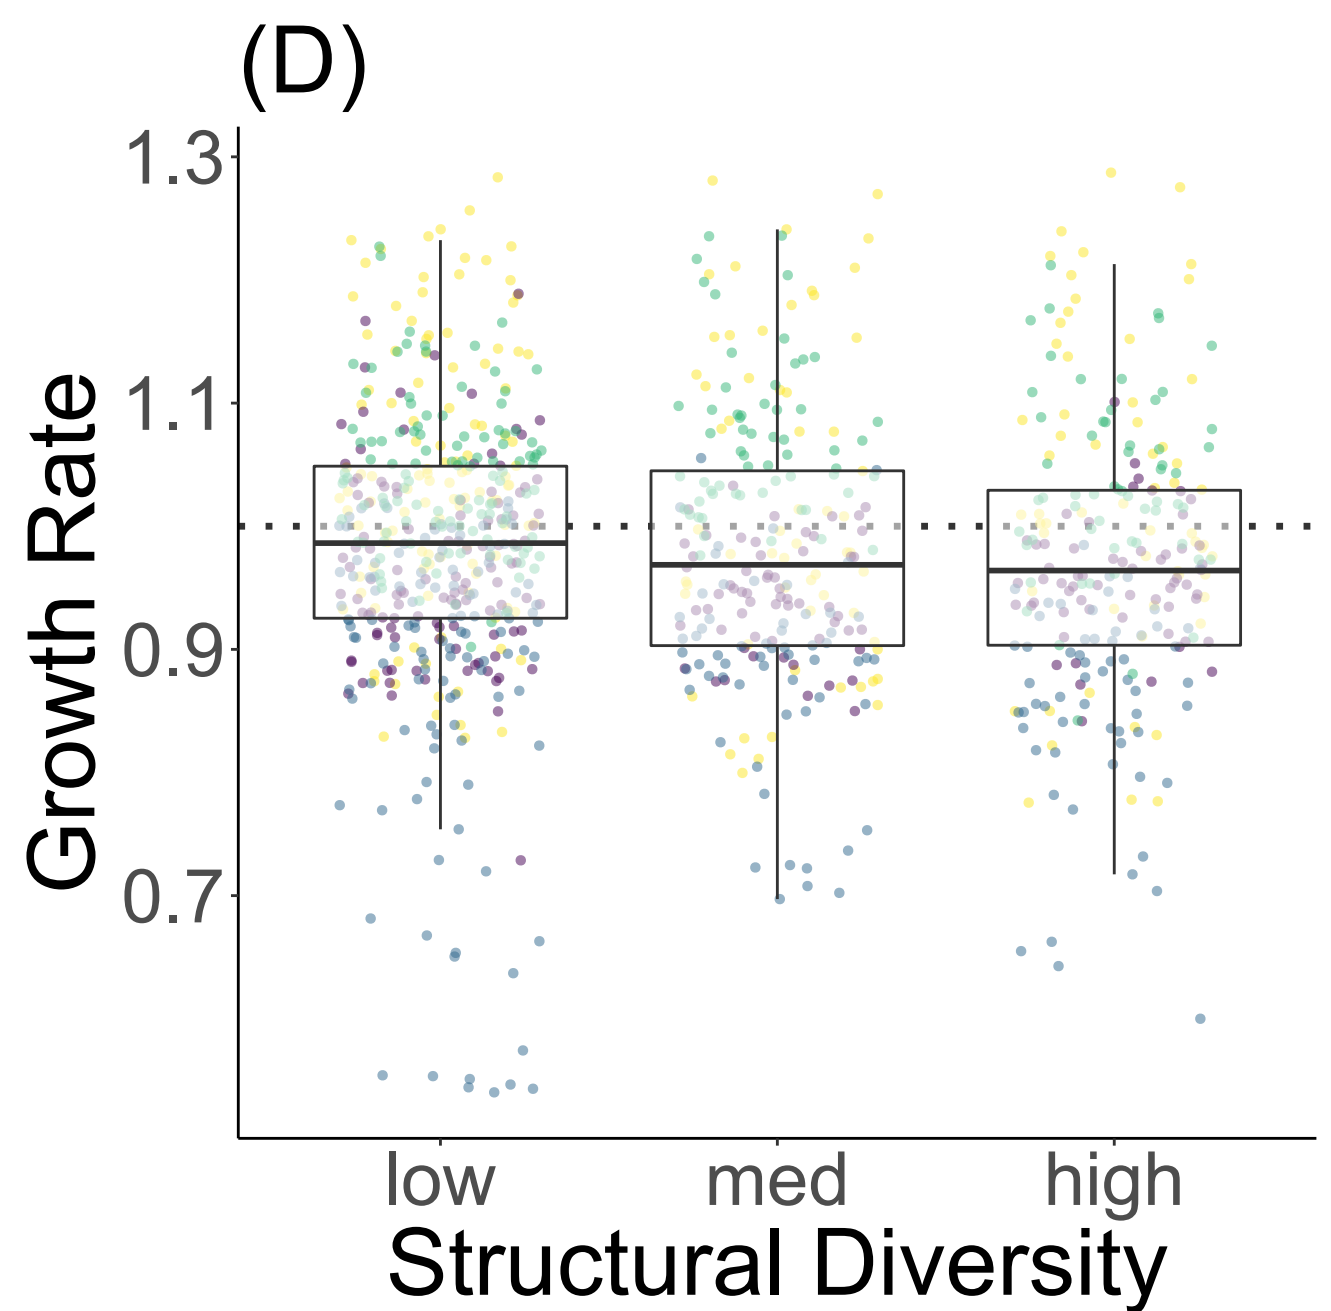 (D)
1.3
1.1
0.9
0.7
Growth Rate
low med high
Structural Diversity